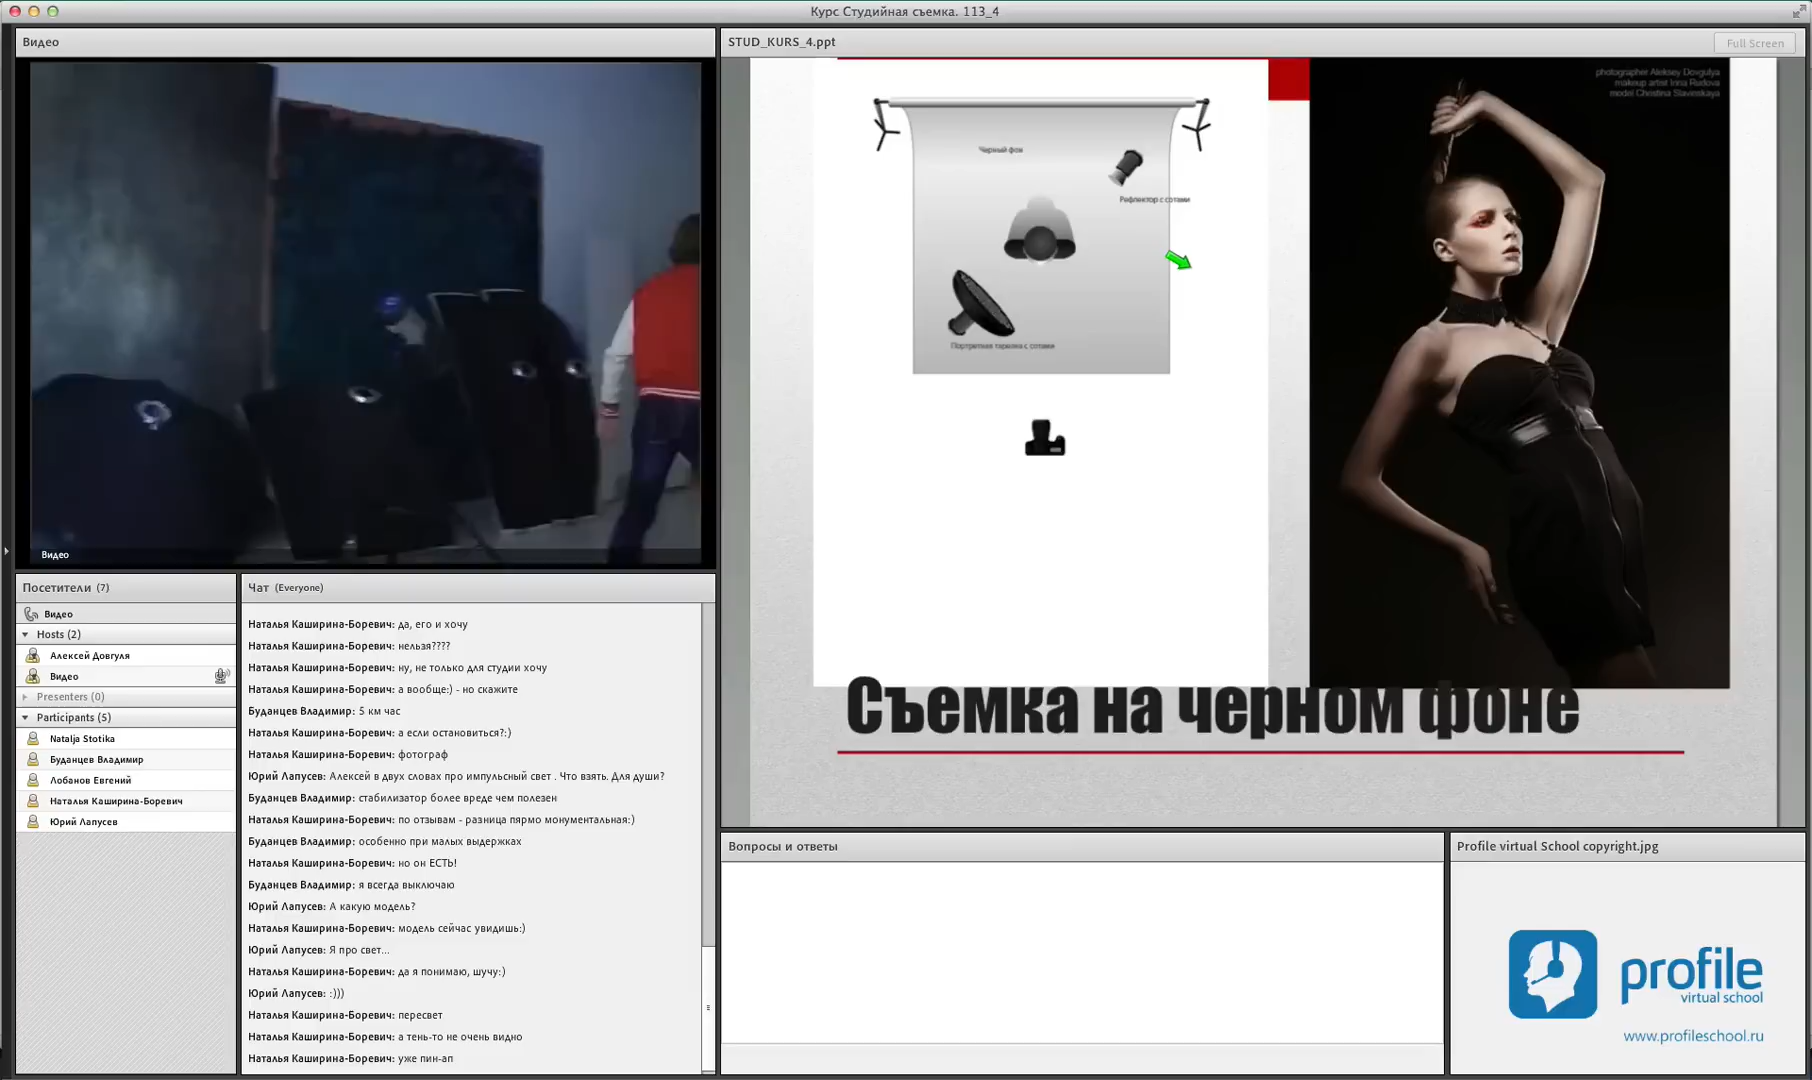 Курс Студийная съемка. 113_4
Видео
Видео
Посетители (7)
Видео
Hosts (2)
Алексей Довгуля
Видео
Presenters (0)
Participants (5)
Natalja Stotika
Буданцев Владимир
Лобанов Евгений
Наталья Каширина-Боревич
Юрий Лапусев
Чат (Everyone)
Наталья Каширина-Боревич: да, его и хочу
Наталья Каширина-Боревич: нельзя????
Наталья Каширина-Боревич: ну, не только для студии хочу
Наталья Каширина-Боревич: а вообще:) - но скажите
Буданцев Владимир: 5 км час
Наталья Каширина-Боревич: а если остановиться?:)
Наталья Каширина-Боревич: фотограф
Юрий Лапусев: Алексей в двух словах про импульсный свет . Что взять. Для души?
Буданцев Владимир: стабилизатор более вреде чем полезен
Наталья Каширина-Боревич: по отзывам - разница пярмо монументальная:)
Буданцев Владимир: особенно при малых выдержках
Наталья Каширина-Боревич: но он ЕСТЬ!
Буданцев Владимир: я всегда выключаю
Юрий Лапусев: А какую модель?
Наталья Каширина-Боревич: модель сейчас увидишь:)
Юрий Лапусев: Я про свет...
Наталья Каширина-Боревич: да я понимаю, шучу:)
Юрий Лапусев: :)))
Наталья Каширина-Боревич: пересвет
Наталья Каширина-Боревич: а тень-то не очень видно
Наталья Каширина-Боревич: уже пин-ап
STUD_KURS_4.ppt
Full Screen
Черный фон
Рефлектор с сотами
Портретная тарелка с сотами
photographer Aleksey Dovgulya
makeup artist Inna Rudova
model Christina Slavinskaya
Съемка на черном фоне
Вопросы и ответы
Profile virtual School copyright.jpg
profile
virtual school
www.profileschool.ru